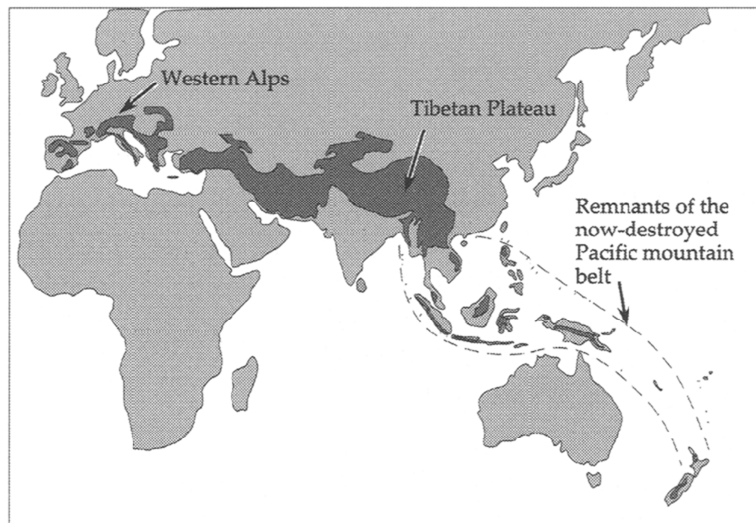 Western Alps
Tibetan Plateau
Remnants of the
now-destroyed
Pacific mountain
belt